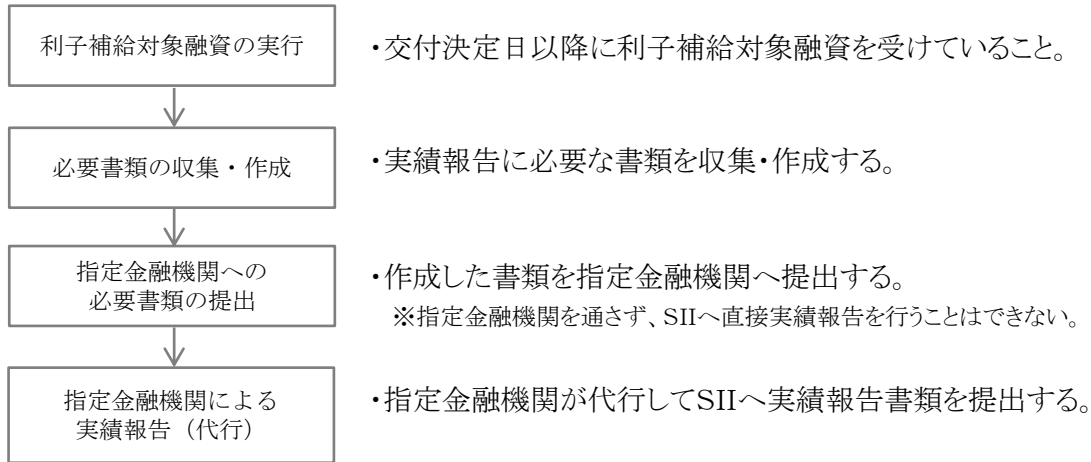 利子補給対象融資の実行
・交付決定日以降に利子補給対象融資を受けていること。
必要書類の収集・作成
・実績報告に必要な書類を収集・作成する。
指定金融機関への
必要書類の提出
・作成した書類を指定金融機関へ提出する。
※指定金融機関を通さず、SIIへ直接実績報告を行うことはできない。
指定金融機関による
実績報告（代行）
・指定金融機関が代行してSIIへ実績報告書類を提出する。